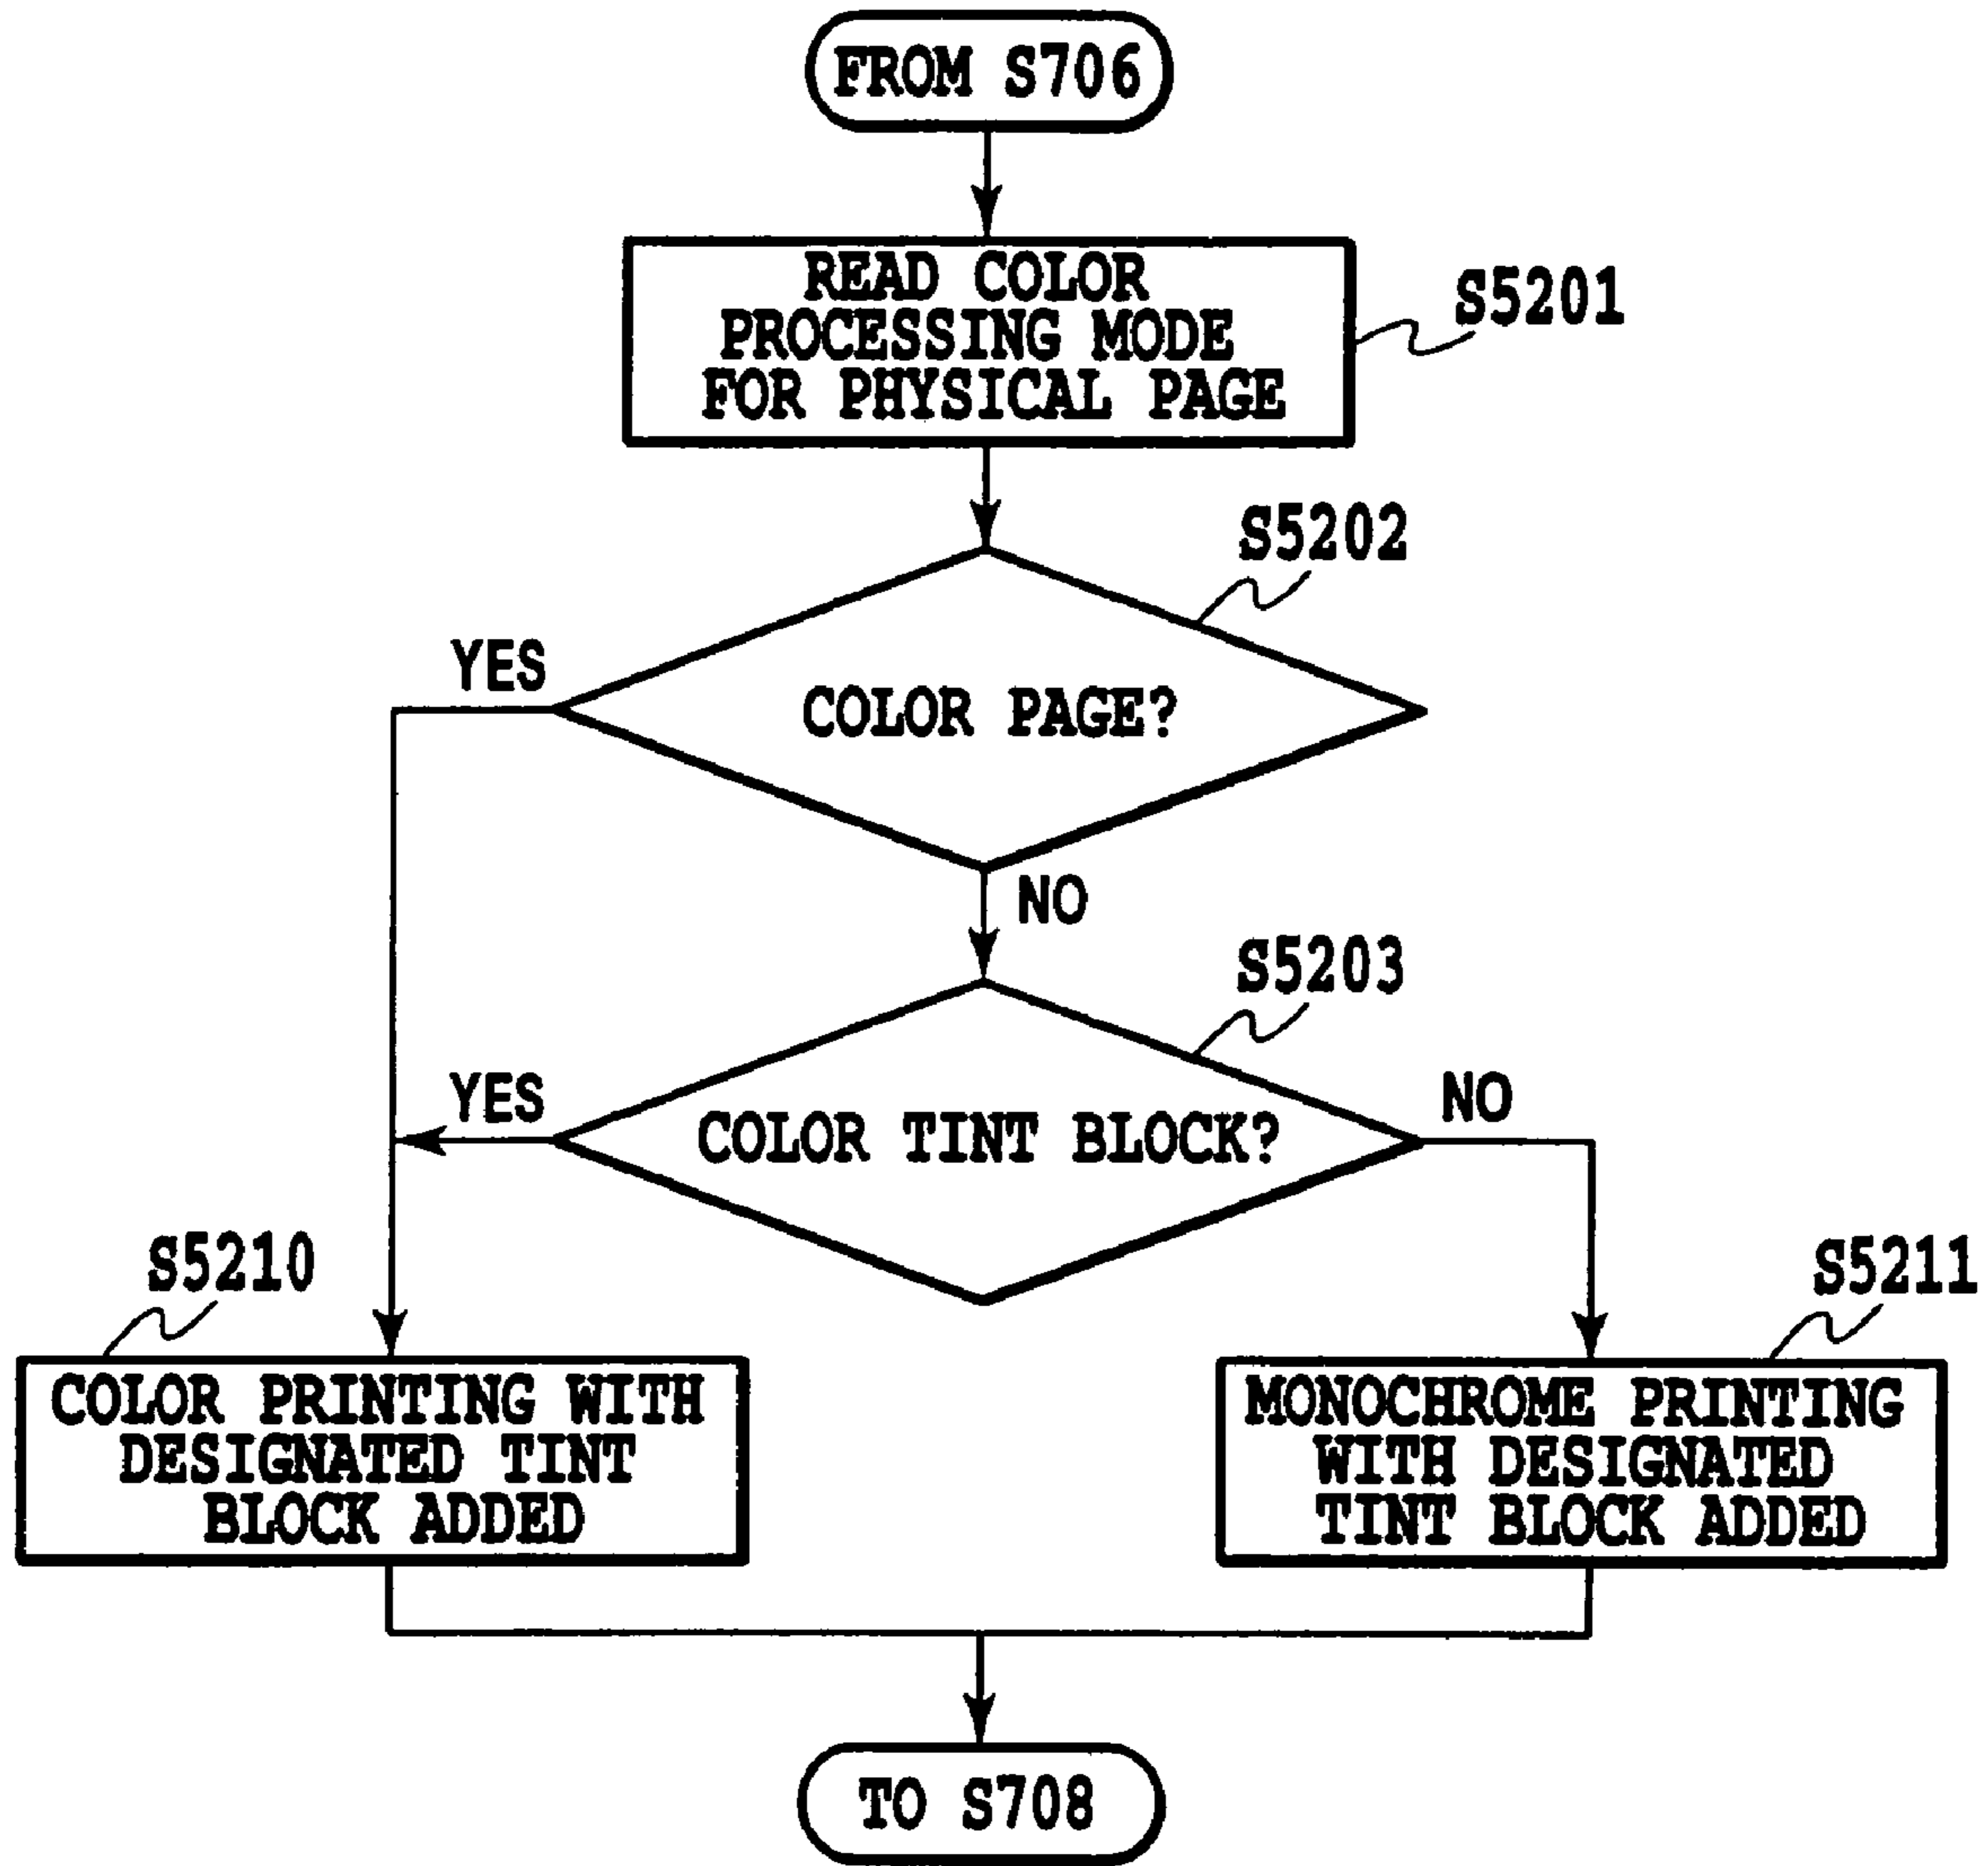 FROM S706
READ COLOR
PROCESSING MODE
FOR PHYSICAL PAGE
S5201
S5202
YES
COLOR PAGE?
NO
S5203
YES
COLOR TINT BLOCK?
NO
S5210
COLOR PRINTING WITH
DESIGNATED TINT
BLOCK ADDED
S5211
MONOCHROME PRINTING
WITH DESIGNATED
TINT BLOCK ADDED
TO S708